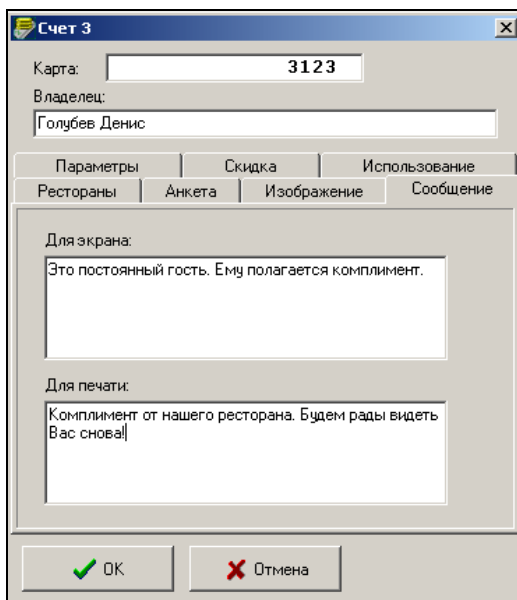 Счет 3
Карта: 3123
Владелец:
Голубев Денис
Параметры Скидка Использование
Рестораны Анкета Изображение Сообщение
Для экрана:
Это постоянный гость. Ему полагается комплимент.
Для печати:
Комплимент от нашего ресторана. Будем рады видеть
Вас снова!
OK Отмена